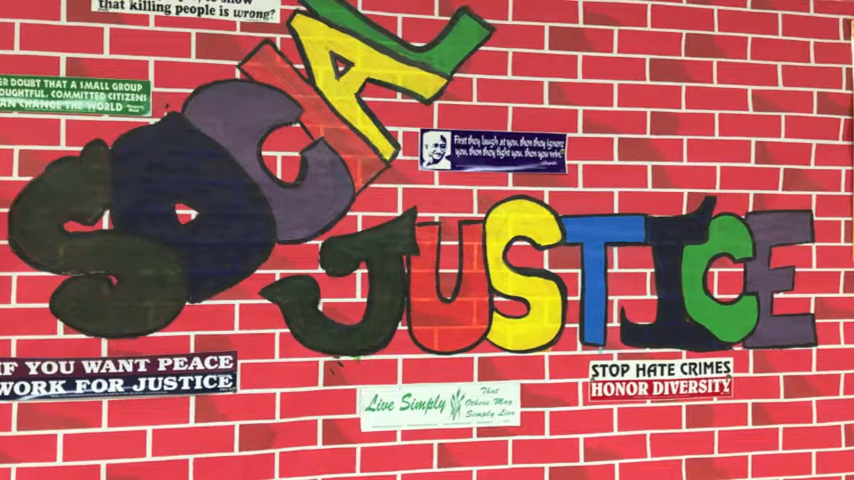 that killing people is wrong?
ER DOUBT THAT A SMALL GROUP
OUGHTFUL, COMMITTED CITIZENS
AN CHANGE THE WORLD
SOCIAL
First they laugh at you, then they ignore
you, then they fight you, then you win.
JUSTICE
IF YOU WANT PEACE
WORK FOR JUSTICE
Live Simply
That
Others May
Simply Live
STOP HATE CRIMES
HONOR DIVERSITY